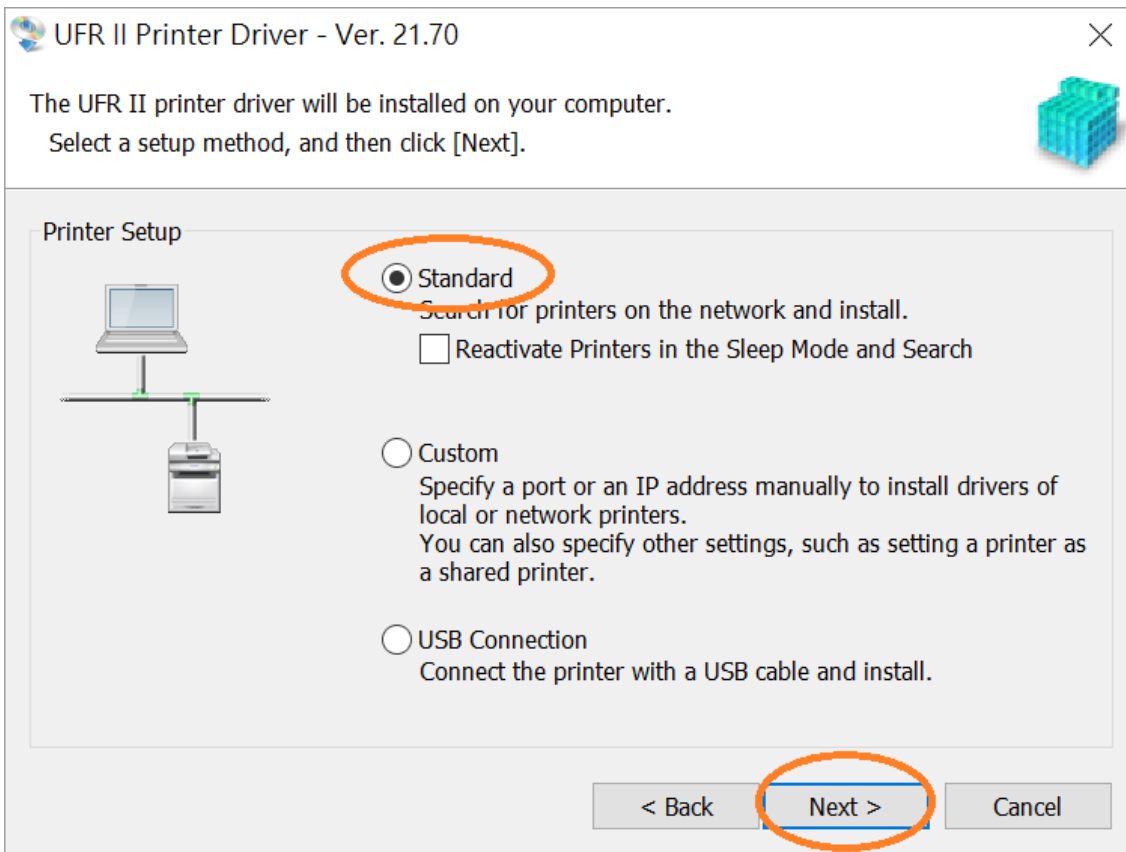 UFR II Printer Driver - Ver. 21.70
The UFR II printer driver will be installed on your computer.
Select a setup method, and then click [Next].
Printer Setup
Standard
Search for printers on the network and install.
Reactivate Printers in the Sleep Mode and Search
Custom
Specify a port or an IP address manually to install drivers of
local or network printers.
You can also specify other settings, such as setting a printer as
a shared printer.
USB Connection
Connect the printer with a USB cable and install.
< Back
Next >
Cancel